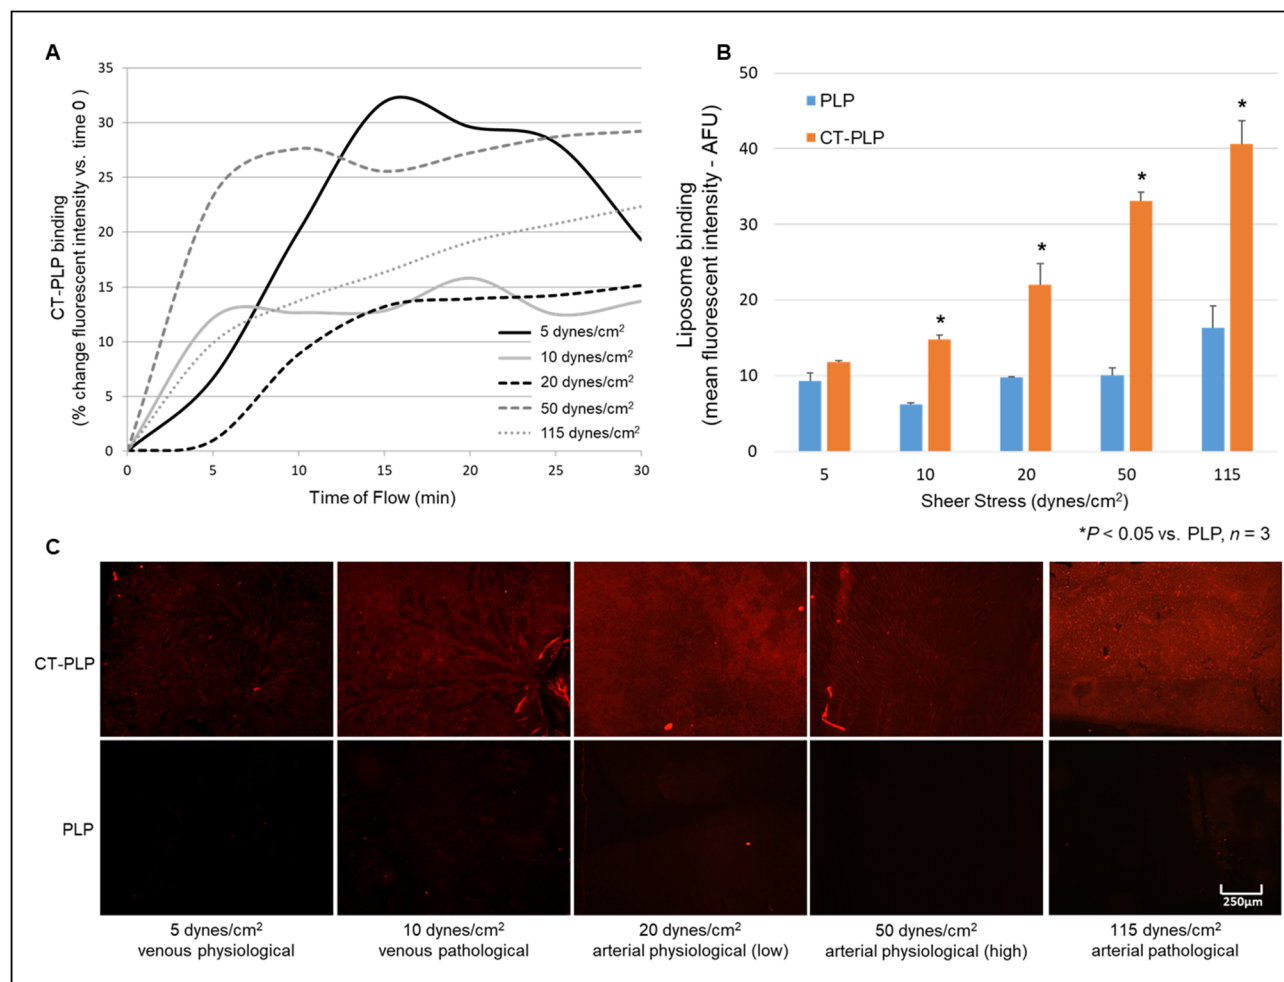 A
CT-PLP binding
(% change fluorescent intensity vs. time 0 )
35
30
25
20
15
10
5
0
5 dynes/cm²
10 dynes/cm²
20 dynes/cm²
50 dynes/cm²
115 dynes/cm²
0 5 10 15 20 25 30
Time of Flow (min)
B
Liposome binding
(mean fluorescent intensity - AFU)
50
40
30
20
10
0
PLP
CT-PLP
*
*
*
*
5 10 20 50 115
Sheer Stress (dynes/cm²)
*P < 0.05 vs. PLP, n = 3
C
CT-PLP
PLP
250μm
5 dynes/cm²
venous physiological
10 dynes/cm²
venous pathological
20 dynes/cm²
arterial physiological (low)
50 dynes/cm²
arterial physiological (high)
115 dynes/cm²
arterial pathological